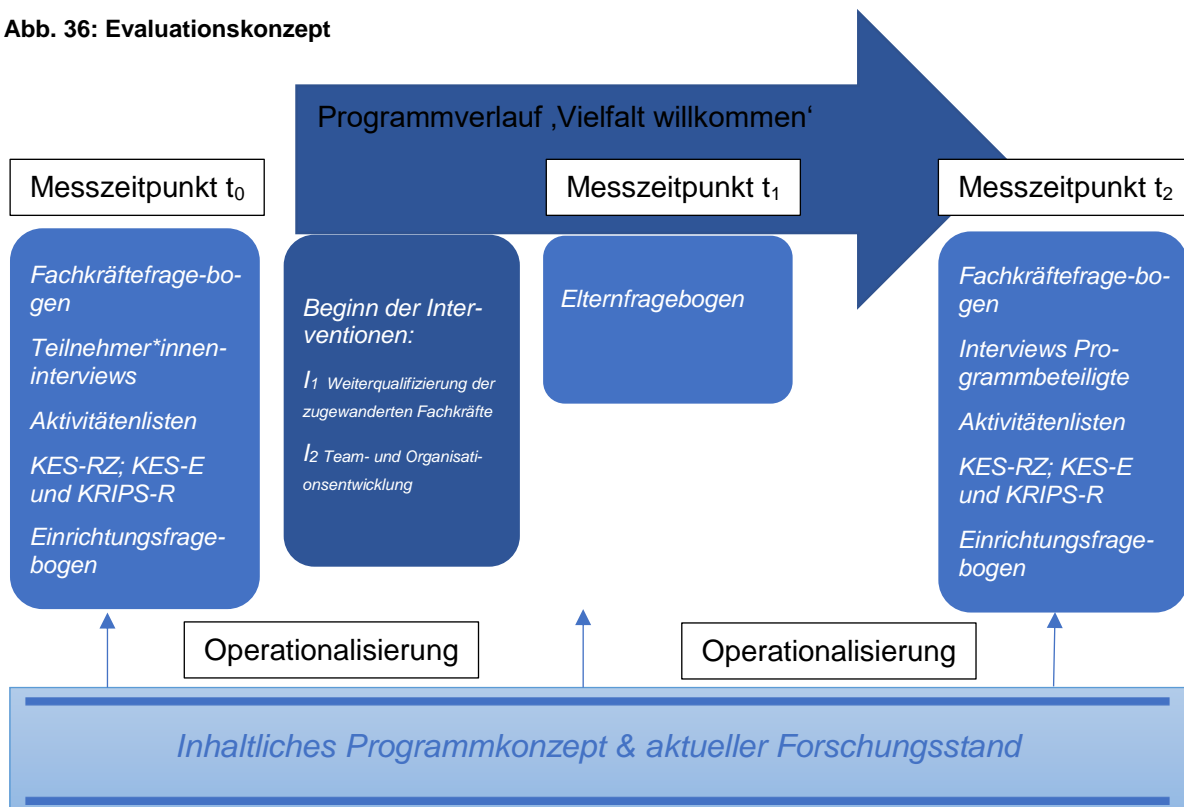 Abb. 36: Evaluationskonzept
Programmverlauf ‚Vielfalt willkommen‘
Messzeitpunkt t0
Messzeitpunkt t1
Messzeitpunkt t2
Fachkräftefrage-bo-
gen
Teilnehmer*innen-
interviews
Aktivitätenlisten
KES-RZ; KES-E
und KRIPS-R
Einrichtungsfrage-
bogen
Beginn der Inter-
ventionen:
I1 Weiterqualifizierung der
zugewanderten Fachkräfte
I2 Team- und Organisati-
onsentwicklung
Elternfragebogen
Fachkräftefrage-bo-
gen
Interviews Pro-
grammbeteiligte
Aktivitätenlisten
KES-RZ; KES-E
und KRIPS-R
Einrichtungsfrage-
bogen
Operationalisierung
Operationalisierung
Inhaltliches Programmkonzept & aktueller Forschungsstand